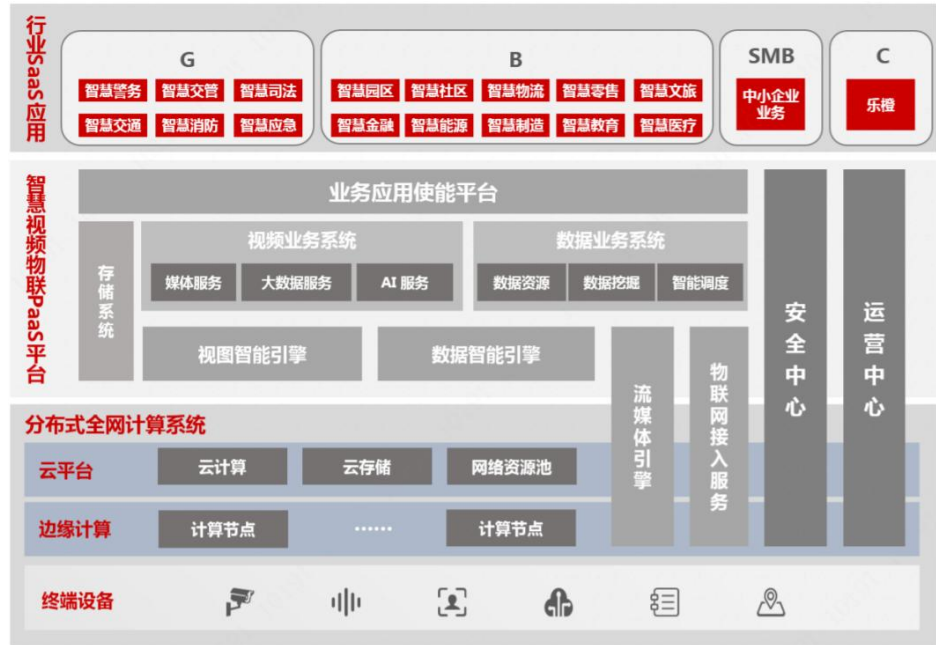 行业SaaS应用
G
智慧警务 智慧交管 智慧司法
智慧交通 智慧消防 智慧应急
B
智慧园区 智慧社区 智慧物流 智慧零售 智慧文旅
智慧金融 智慧能源 智慧制造 智慧教育 智慧医疗
SMB
中小企业
业务
C
乐橙
智慧视频物联PaaS平台
业务应用使能平台
存储系统
视频业务系统
媒体服务 大数据服务 AI 服务
数据业务系统
数据资源 数据挖掘 智能调度
视图智能引擎
数据智能引擎
流媒体引擎
物联网接入服务
安全中心
运营中心
分布式全网计算系统
云平台
云计算 云存储 网络资源池
边缘计算
计算节点 …… 计算节点
终端设备